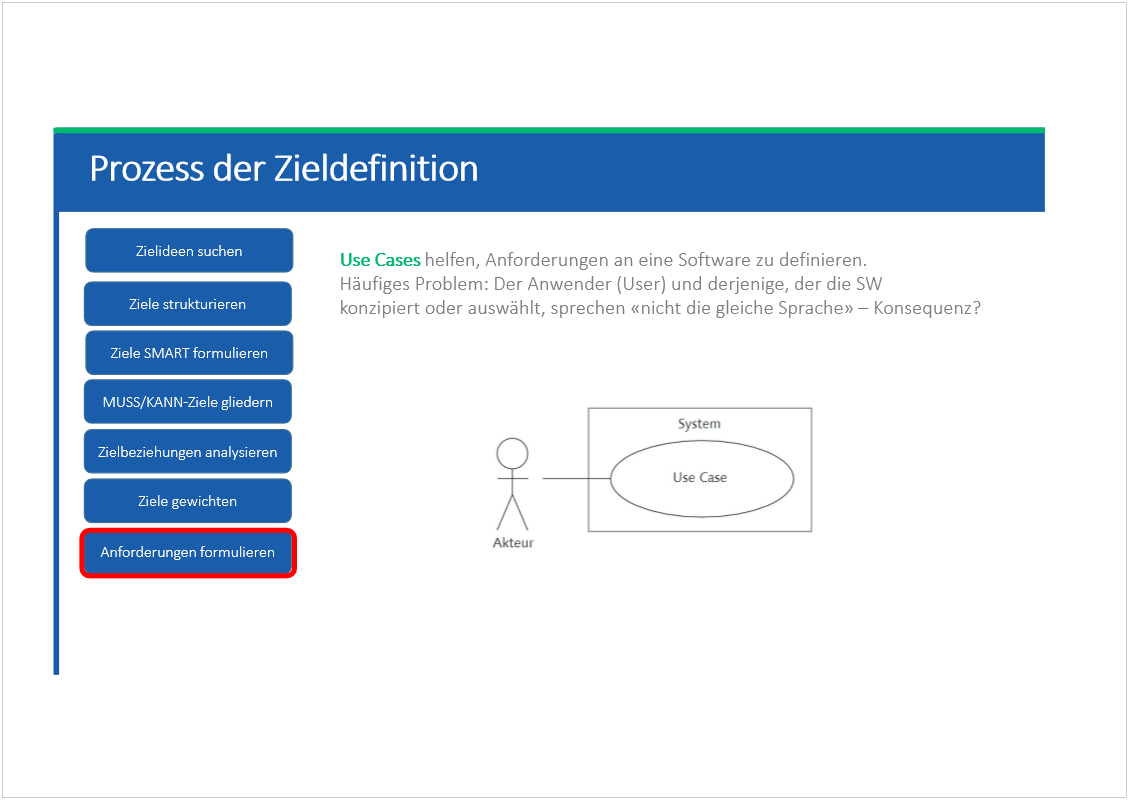 Prozess der Zieldefinition
Zielideen suchen
Ziele strukturieren
Ziele SMART formulieren
MUSS/KANN-Ziele gliedern
Zielbeziehungen analysieren
Ziele gewichten
Anforderungen formulieren
Use Cases helfen, Anforderungen an eine Software zu definieren.
Häufiges Problem: Der Anwender (User) und derjenige, der die SW
konzipiert oder auswählt, sprechen «nicht die gleiche Sprache» – Konsequenz?
System
Use Case
Akteur